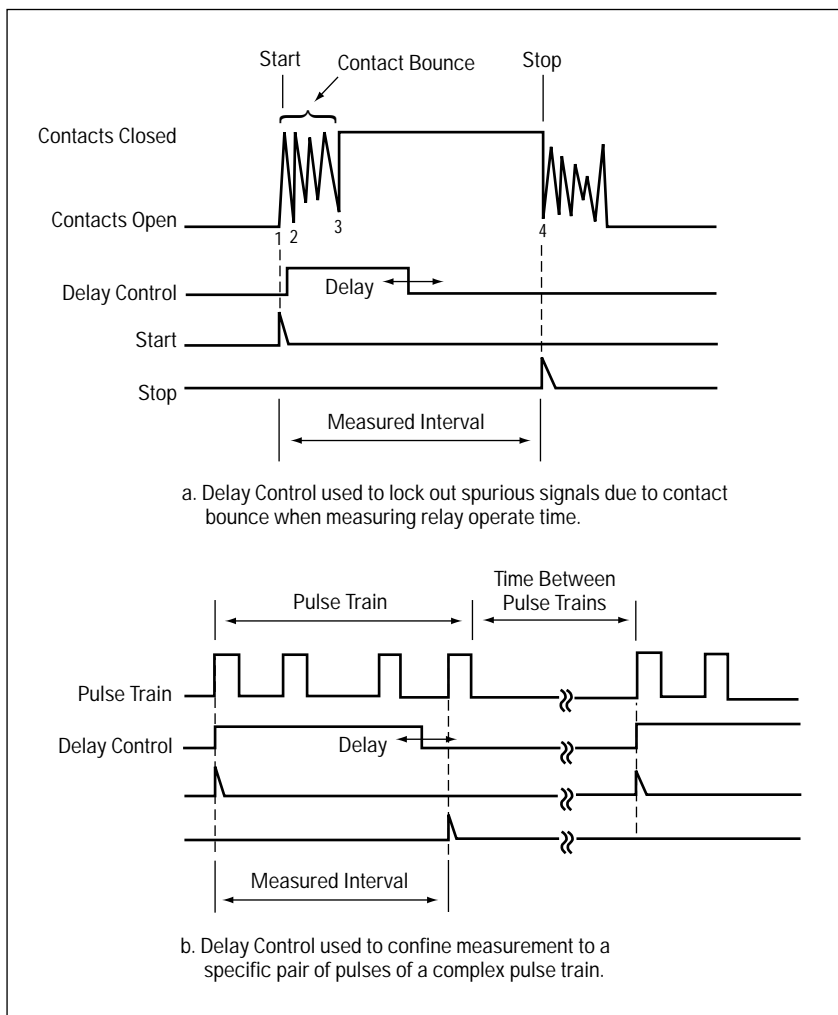 Start
Contact Bounce
Stop
Contacts Closed
Contacts Open
1
2
3
4
Delay Control
Delay
Start
Stop
Measured Interval
a. Delay Control used to lock out spurious signals due to contact
bounce when measuring relay operate time.
Pulse Train
Time Between
Pulse Trains
Pulse Train
Delay Control
Delay
Measured Interval
b. Delay Control used to confine measurement to a
specific pair of pulses of a complex pulse train.